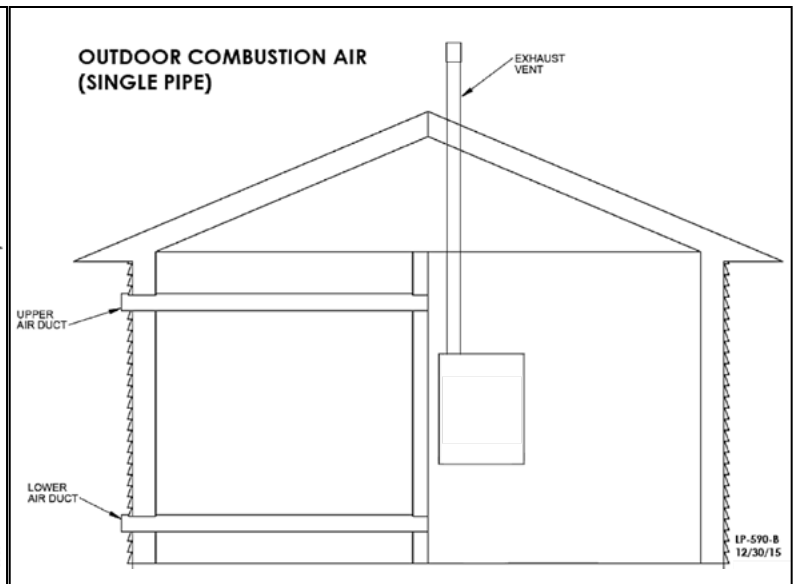 OUTDOOR COMBUSTION AIR
(SINGLE PIPE)
EXHAUST
VENT
UPPER
AIR DUCT
LOWER
AIR DUCT
LP-590-B
12/30/15